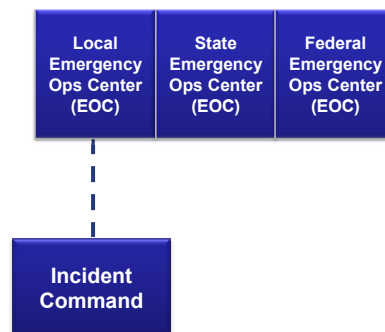 Local
Emergency
Ops Center
(EOC)
State
Emergency
Ops Center
(EOC)
Federal
Emergency
Ops Center
(EOC)
Incident
Command